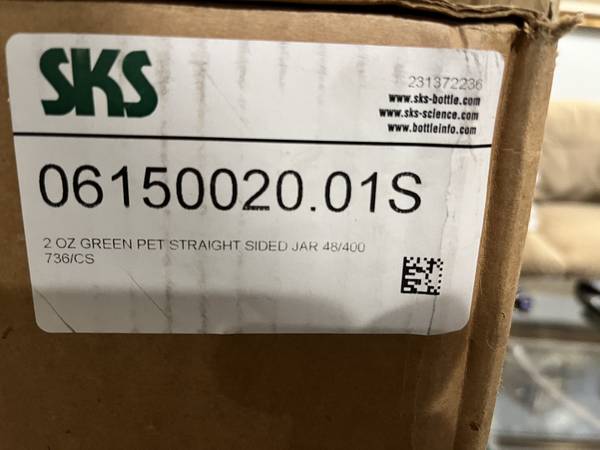 SKS
231372236
www.sks-bottle.com
www.sks-science.com
www.bottleinfo.com
06150020.01S
2 OZ GREEN PET STRAIGHT SIDED JAR 48/400
736/CS